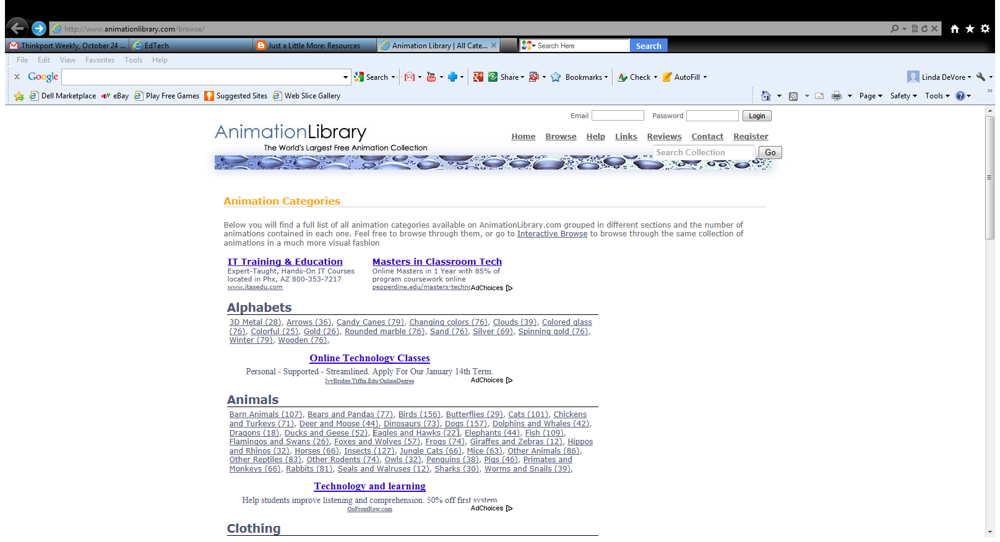 http://www.animationlibrary.com/browse/
Thinkport Weekly, October 24 ...
EdTech
Just a Little More: Resources
Animation Library | All Cate...
Search Here
Search
File Edit View Favorites Tools Help
x Google
Search
Share
Bookmarks
Check
AutoFill
Linda DeVore
Dell Marketplace
eBay
Play Free Games
Suggested Sites
Web Slice Gallery
Page Safety Tools
Email
Password
Login
AnimationLibrary
The World's Largest Free Animation Collection
Home Browse Help Links Reviews Contact Register
Search Collection
Go
Animation Categories
Below you will find a full list of all animation categories available on AnimationLibrary.com grouped in different sections and the number of
animations contained in each one. Feel free to browse through them, or go to Interactive Browse to browse through the same collection of
animations in a much more visual fashion
IT Training & Education
Expert-Taught, Hands-On IT Courses
located in Phx, AZ 800-353-7217
www.itasedu.com
Masters in Classroom Tech
Online Masters in 1 Year with 85% of
program coursework online
pepperdine.edu/masters-techno
AdChoices
Alphabets
3D Metal (28), Arrows (36), Candy Canes (79), Changing colors (76), Clouds (39), Colored glass
(76), Colorful (25), Gold (26), Rounded marble (76), Sand (76), Silver (69), Spinning gold (76),
Winter (79), Wooden (76),
Online Technology Classes
Personal - Supported - Streamlined. Apply For Our January 14th Term.
IvyBridge.Tiffin.Edu/OnlineDegree
AdChoices
Animals
Barn Animals (107), Bears and Pandas (77), Birds (156), Butterflies (29), Cats (101), Chickens
and Turkeys (71), Deer and Moose (44), Dinosaurs (73), Dogs (157), Dolphins and Whales (42),
Dragons (18), Ducks and Geese (52), Eagles and Hawks (22), Elephants (44), Fish (109),
Flamingos and Swans (26), Foxes and Wolves (57), Frogs (74), Giraffes and Zebras (12), Hippos
and Rhinos (32), Horses (66), Insects (127), Jungle Cats (66), Mice (63), Other Animals (86),
Other Reptiles (83), Other Rodents (74), Owls (32), Penguins (38), Pigs (46), Primates and
Monkeys (66), Rabbits (81), Seals and Walruses (12), Sharks (30), Worms and Snails (39),
Technology and learning
Help students improve listening and comprehension. 50% off first system
GoFrontRow.com
AdChoices
Clothing